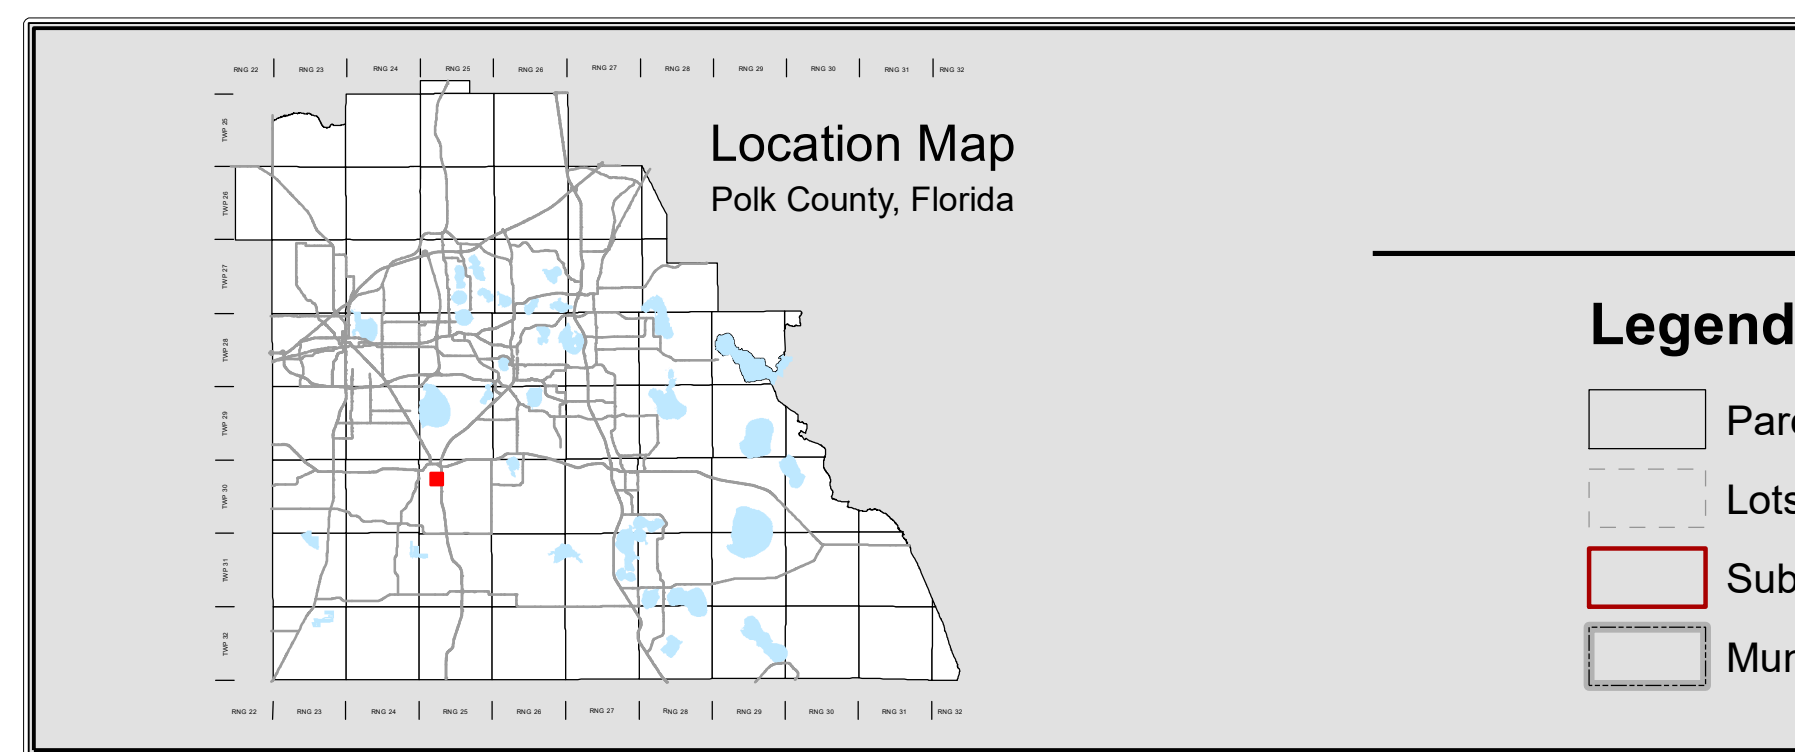 RNG 22 RNG 23 RNG 24 RNG 25 RNG 26 RNG 27 RNG 28 RNG 29 RNG 30 RNG 31 RNG 32
TWP 25
TWP 26
TWP 27
TWP 28
TWP 29
TWP 30
TWP 31
TWP 32
Location Map
Polk County, Florida
RNG 22 RNG 23 RNG 24 RNG 25 RNG 26 RNG 27 RNG 28 RNG 29 RNG 30 RNG 31 RNG 32
Legend
Parc
Lots
Sub
Mun